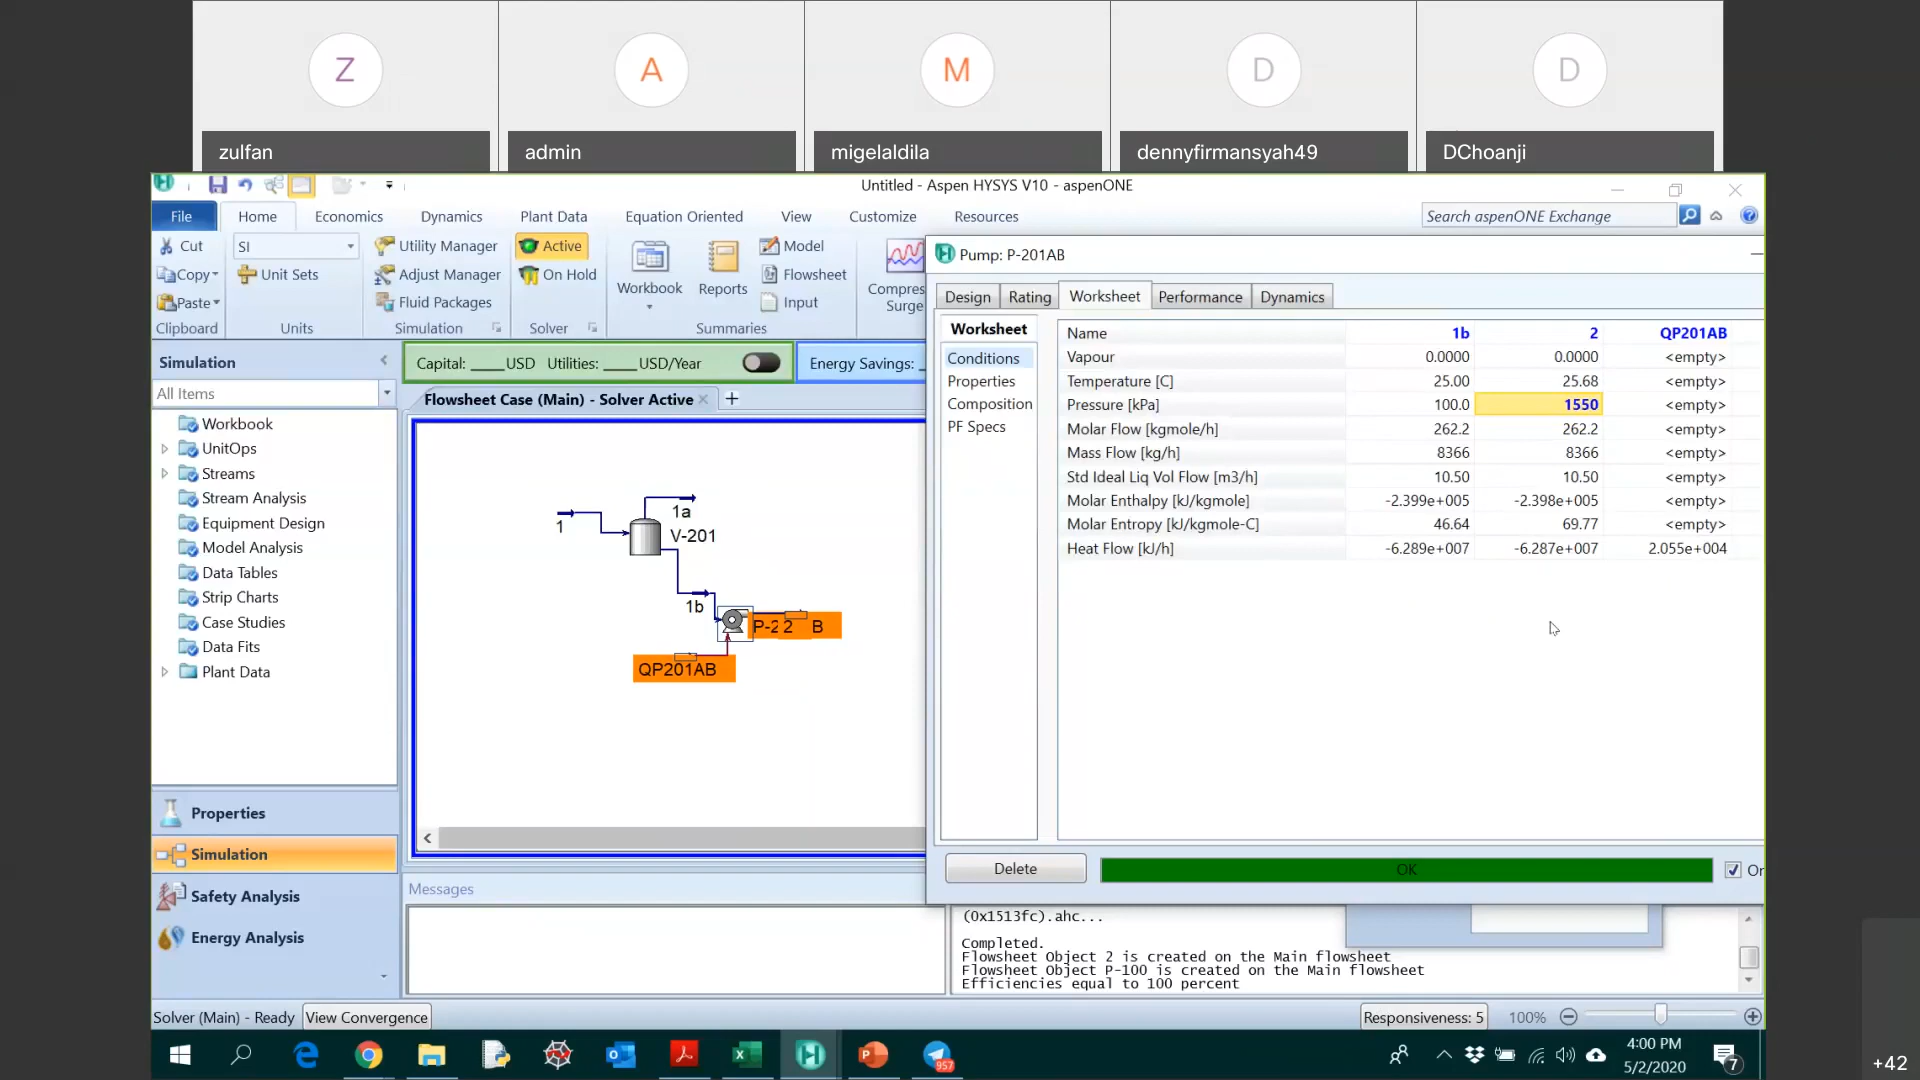 Z
A
M
D
D
zulfan
admin
migelaldila
dennyfirmansyah49
DChoanji
Untitled - Aspen HYSYS V10 - aspenONE
File
Home
Economics
Dynamics
Plant Data
Equation Oriented
View
Customize
Resources
Search aspenONE Exchange
Cut
Copy
Paste
Clipboard
SI
Unit Sets
Units
Utility Manager
Adjust Manager
Fluid Packages
Simulation
Active
On Hold
Solver
Workbook
Reports
Model
Flowsheet
Input
Summaries
Compres
Surge
Pump: P-201AB
Design
Rating
Worksheet
Performance
Dynamics
Worksheet
Conditions
Properties
Composition
PF Specs
Name 1b 2 QP201AB
Vapour 0.0000 0.0000 <empty>
Temperature [C] 25.00 25.68 <empty>
Pressure [kPa] 100.0 1550 <empty>
Molar Flow [kgmole/h] 262.2 262.2 <empty>
Mass Flow [kg/h] 8366 8366 <empty>
Std Ideal Liq Vol Flow [m3/h] 10.50 10.50 <empty>
Molar Enthalpy [kJ/kgmole] -2.399e+005 -2.398e+005 <empty>
Molar Entropy [kJ/kgmole-C] 46.64 69.77 <empty>
Heat Flow [kJ/h] -6.289e+007 -6.287e+007 2.055e+004
Delete
OK
Simulation
All Items
Workbook
UnitOps
Streams
Stream Analysis
Equipment Design
Model Analysis
Data Tables
Strip Charts
Case Studies
Data Fits
Plant Data
Properties
Simulation
Safety Analysis
Energy Analysis
Capital: ____ USD Utilities: ____ USD/Year
Energy Savings:
Flowsheet Case (Main) - Solver Active
1
1a
V-201
1b
P-2 2 B
QP201AB
Messages
(0x1513fc).ahc...
Completed.
Flowsheet Object 2 is created on the Main flowsheet
Flowsheet Object P-100 is created on the Main flowsheet
Efficiencies equal to 100 percent
Solver (Main) - Ready
View Convergence
Responsiveness: 5
100%
957
4:00 PM
5/2/2020
7
+42